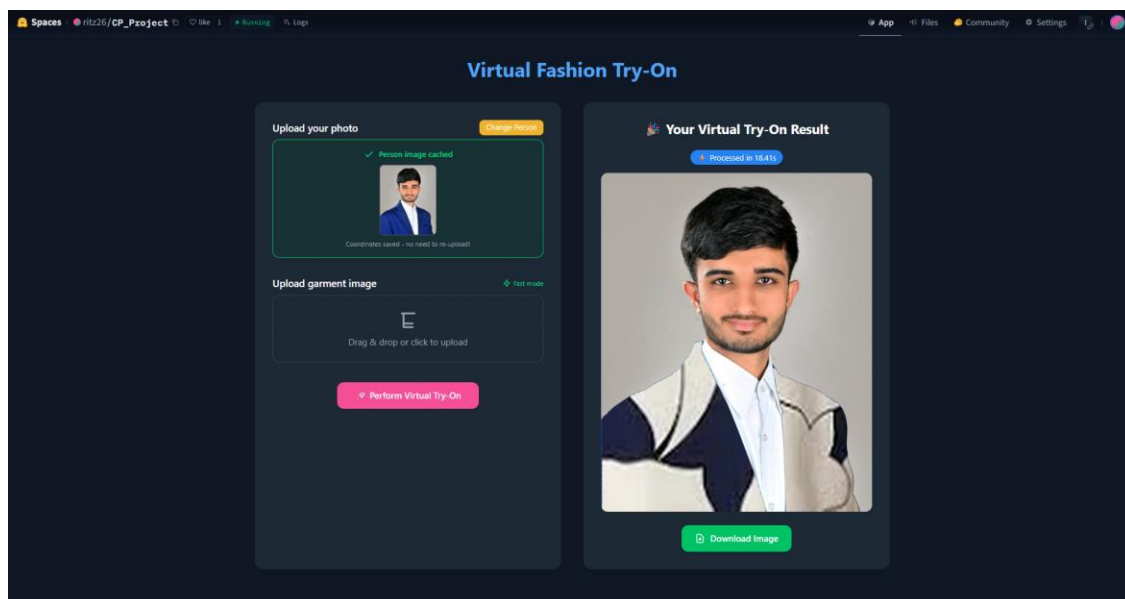 Spaces ritz26/CP_Project like 1 Running Logs App Files Community Settings
Virtual Fashion Try-On
Upload your photo
Change Person
Person image cached
Coordinates saved - no need to re-upload!
Upload garment image
Fast mode
Drag & drop or click to upload
Perform Virtual Try-On
Your Virtual Try-On Result
Processed in 18.41s
Download Image